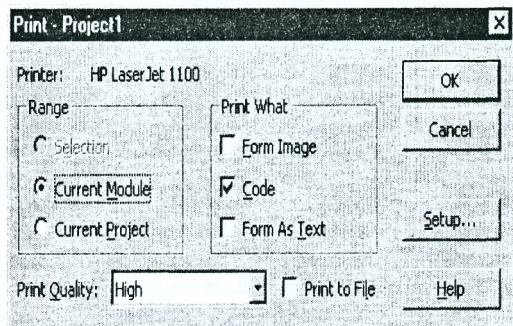 Print - Project1
Printer: HP LaserJet 1100
OK
Range
Print What
Selection
Form Image
Cancel
Current Module
Code
Current Project
Form As Text
Setup...
Print Quality: High
Print to File
Help